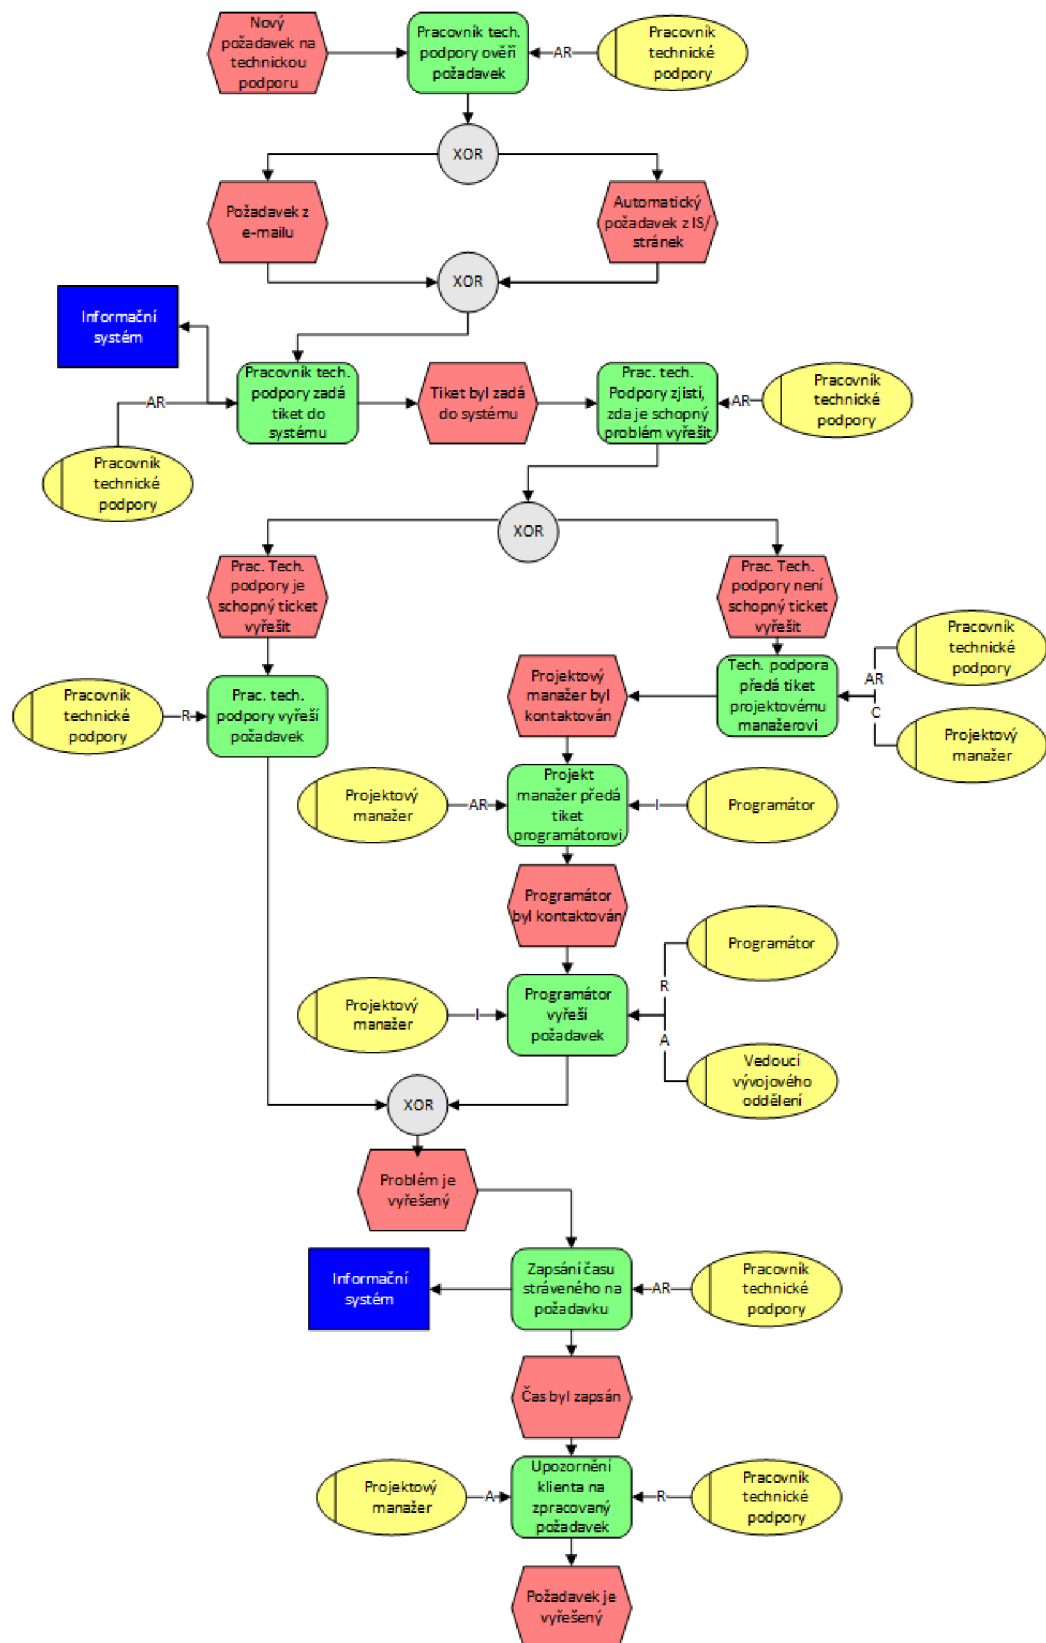 Nový
požadavek na
technickou
podporu
Pracovník tech.
podpory ověří
požadavek
AR
Pracovník
technické
podpory
XOR
Požadavek z
e-mailu
Automatický
požadavek z IS/
stránek
XOR
Informační
systém
Pracovník tech.
podpory zadá
tiket do
systému
Tiket byl zadá
do systému
Prac. tech.
Podpory zjistí,
zda je schopný
problém vyřešit
AR
Pracovník
technické
podpory
AR
Pracovník
technické
podpory
XOR
Prac. Tech.
podpory je
schopný ticket
vyřešit
Prac. Tech.
podpory není
schopný ticket
vyřešit
Pracovník
technické
podpory
R
Prac. tech.
podpory vyřeší
požadavek
Projektový
manažer byl
kontaktován
Tech. podpora
předá tiket
projektovému
manažerovi
AR
C
Pracovník
technické
podpory
Projektový
manažer
Projektový
manažer
AR
Projekt
manažer předá
tiket
programátorovi
I
Programátor
Programátor
byl kontaktován
Programátor
R
Projektový
manažer
I
Programátor
vyřeší
požadavek
A
Vedoucí
vývojového
oddělení
XOR
Problém je
vyřešený
Informační
systém
Zapsání času
stráveného na
požadavku
AR
Pracovník
technické
podpory
Čas byl zapsán
Projektový
manažer
A
Upozornění
klienta na
zpracovaný
požadavek
R
Pracovník
technické
podpory
Požadavek je
vyřešený